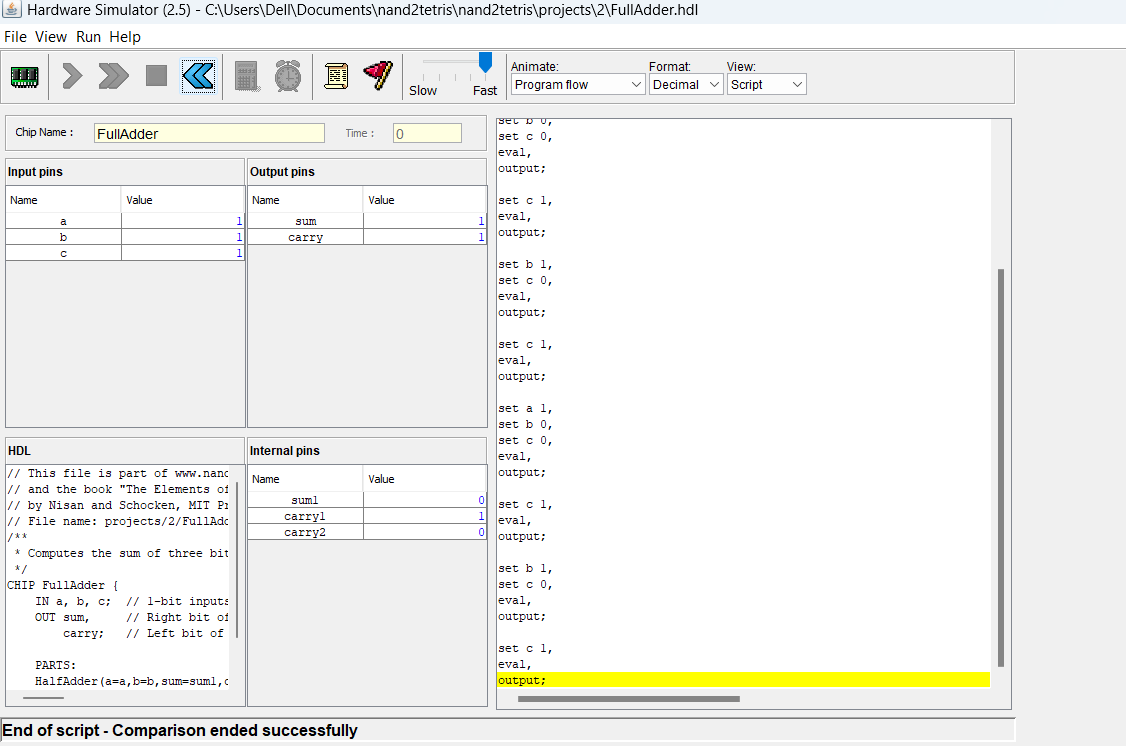 Hardware Simulator (2.5) - C:\Users\Dell\Documents\nand2tetris\nand2tetris\projects\2\FullAdder.hdl
File View Run Help
Slow Fast
Animate: Format: View:
Program flow Decimal Script
Chip Name : FullAdder Time : 0
Input pins
Name Value
a 1
b 1
c 1
Output pins
Name Value
sum 1
carry 1
HDL
// This file is part of www.nand
// and the book "The Elements of
// by Nisan and Schocken, MIT Pr
// File name: projects/2/FullAdd
/**
* Computes the sum of three bit
*/
CHIP FullAdder {
IN a, b, c; // 1-bit inputs
OUT sum, // Right bit of
carry; // Left bit of
PARTS:
HalfAdder(a=a,b=b,sum=sum1,c
Internal pins
Name Value
sum1 0
carry1 1
carry2 0
set b 0,
set c 0,
eval,
output;
set c 1,
eval,
output;
set b 1,
set c 0,
eval,
output;
set c 1,
eval,
output;
set a 1,
set b 0,
set c 0,
eval,
output;
set c 1,
eval,
output;
set b 1,
set c 0,
eval,
output;
set c 1,
eval,
output;
End of script - Comparison ended successfully